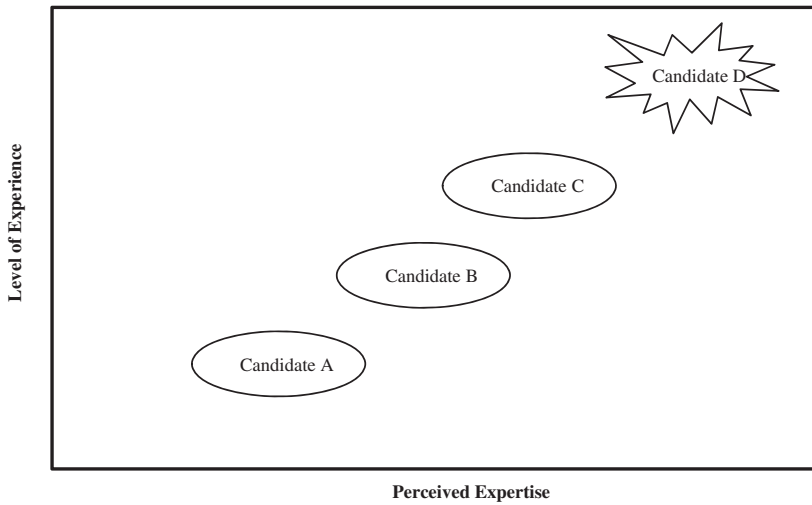 Candidate D
Candidate C
Candidate B
Candidate A
Level of Experience
Perceived Expertise